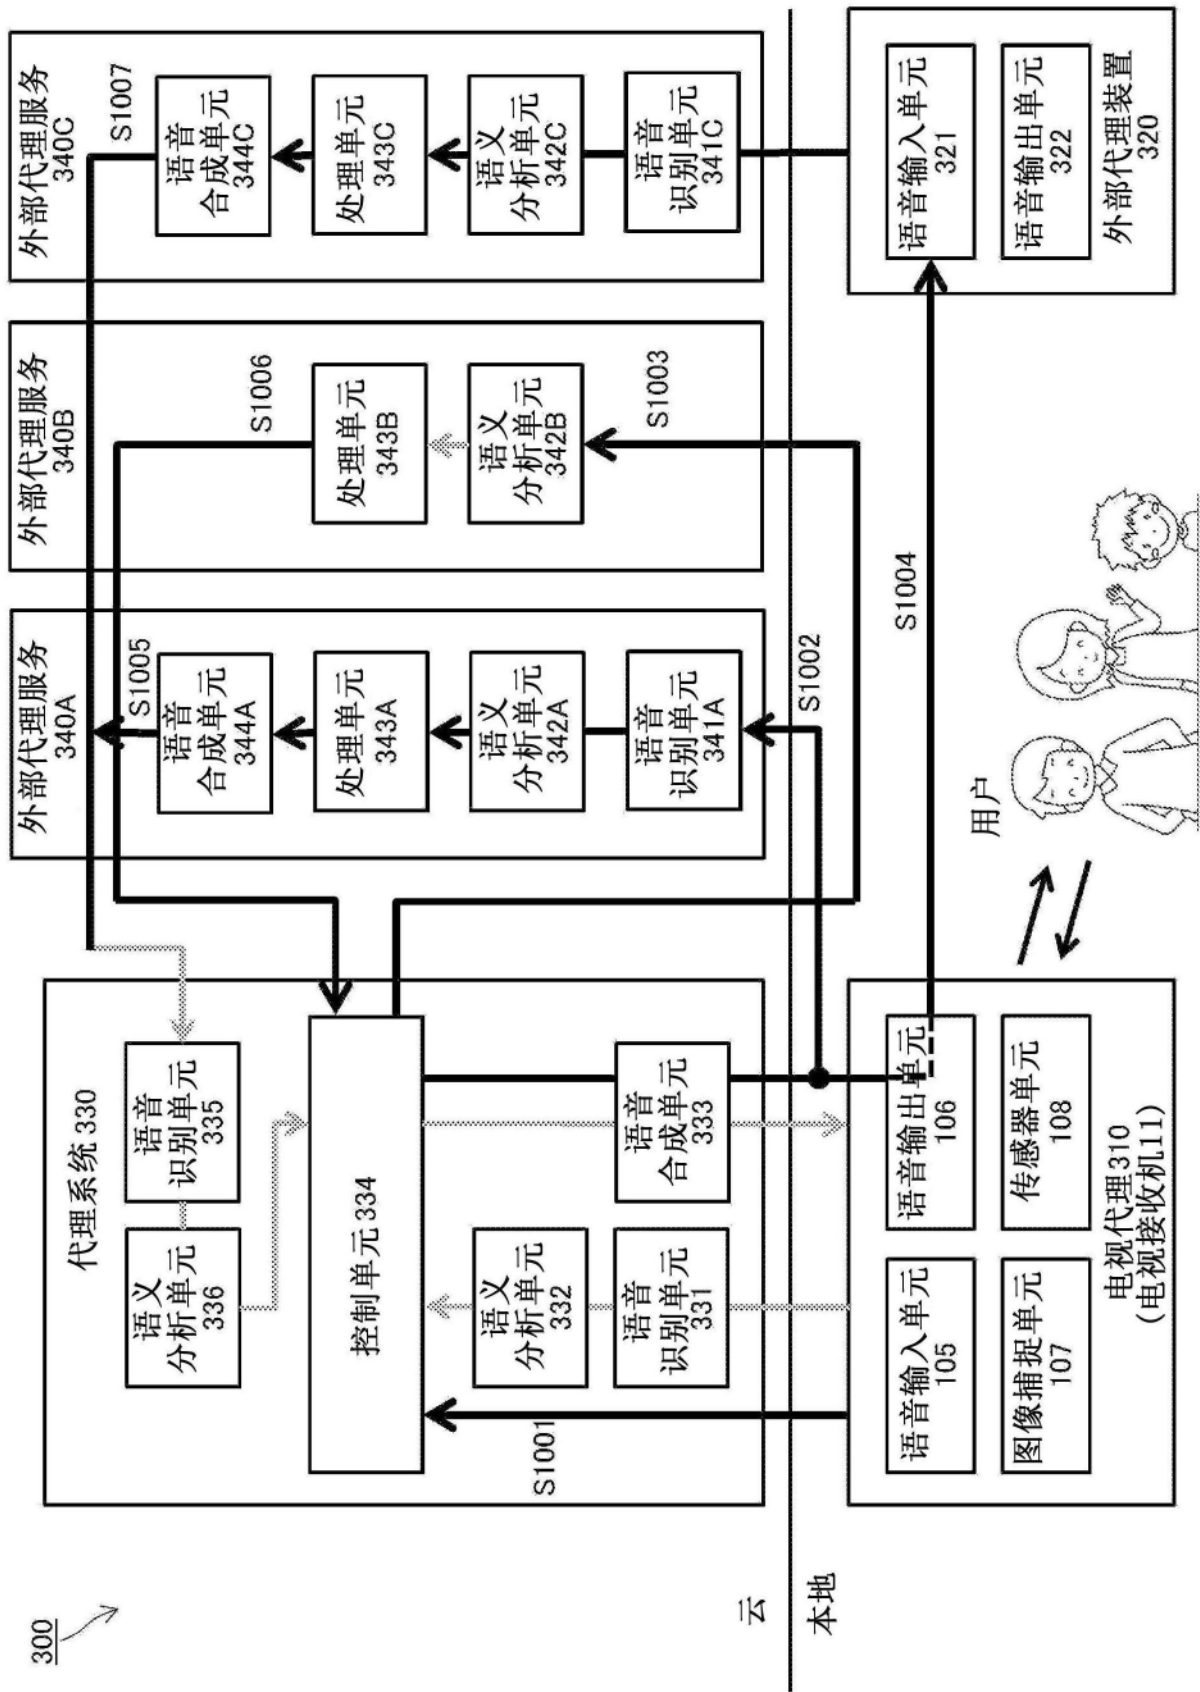 300
代理系统 330
语义
分析单元
336
语音
识别单元
335
控制单元 334
S1001
语义
分析单元
332
语音
识别单元
331
语音
合成单元
333
外部代理服务
340A
S1005
语音
合成单元
344A
处理单元
343A
语义
分析单元
342A
语音
识别单元
341A
S1002
外部代理服务
340B
S1006
处理单元
343B
语义
分析单元
342B
S1003
外部代理服务
340C
S1007
语音
合成单元
344C
处理单元
343C
语义
分析单元
342C
语音
识别单元
341C
云
本地
语音输入单元
105
语音输出单元
106
图像捕捉单元
107
传感器单元
108
电视代理310
(电视接收机11)
用户
S1004
语音输入单元
321
语音输出单元
322
外部代理装置
320